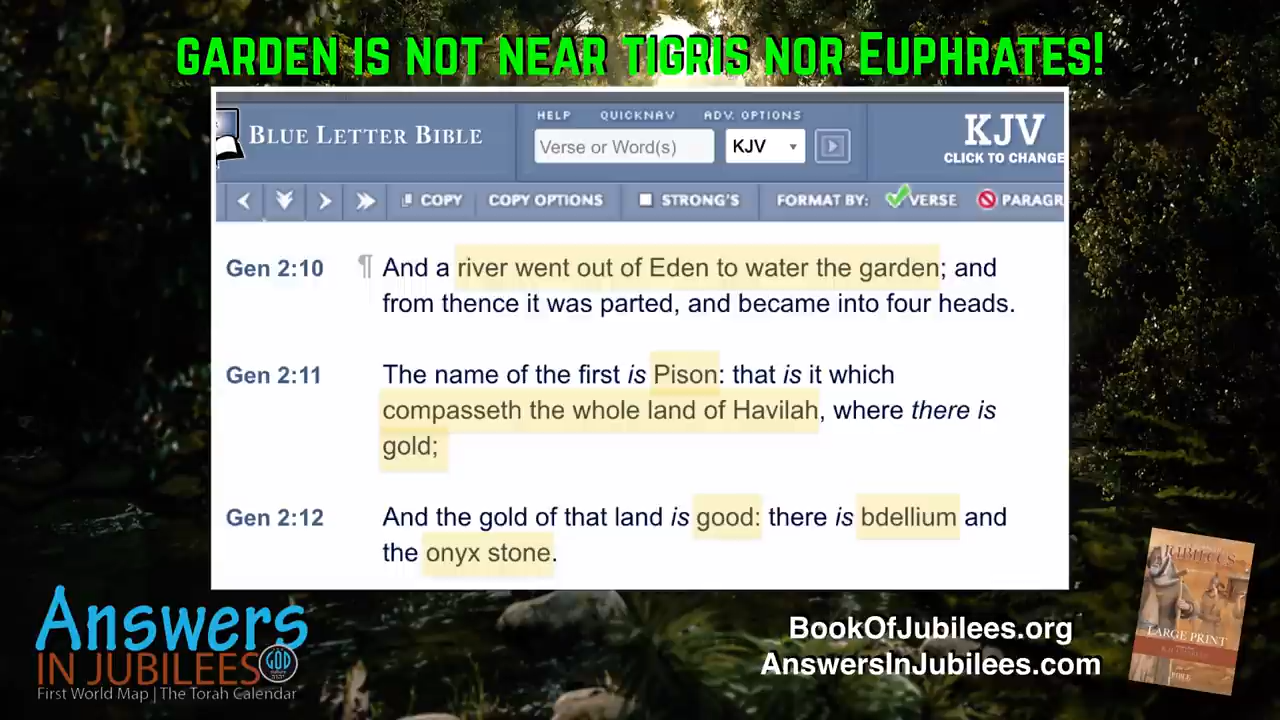 GARDEN IS NOT NEAR TIGRIS NOR EUPHRATES!
HELP QUICKNAV ADV. OPTIONS
BLUE LETTER BIBLE
Verse or Word(s) KJV
KJV
CLICK TO CHANGE
COPY COPY OPTIONS STRONG'S FORMAT BY: VERSE PARAGR
Gen 2:10 ¶ And a river went out of Eden to water the garden; and
from thence it was parted, and became into four heads.
Gen 2:11 The name of the first is Pison: that is it which
compasseth the whole land of Havilah, where there is
gold;
Gen 2:12 And the gold of that land is good: there is bdellium and
the onyx stone.
Answers
IN JUBILEES
GOD
First World Map | The Torah Calendar
BookOfJubilees.org
AnswersInJubilees.com
JUBILEES
LARGE PRINT
BIBLE